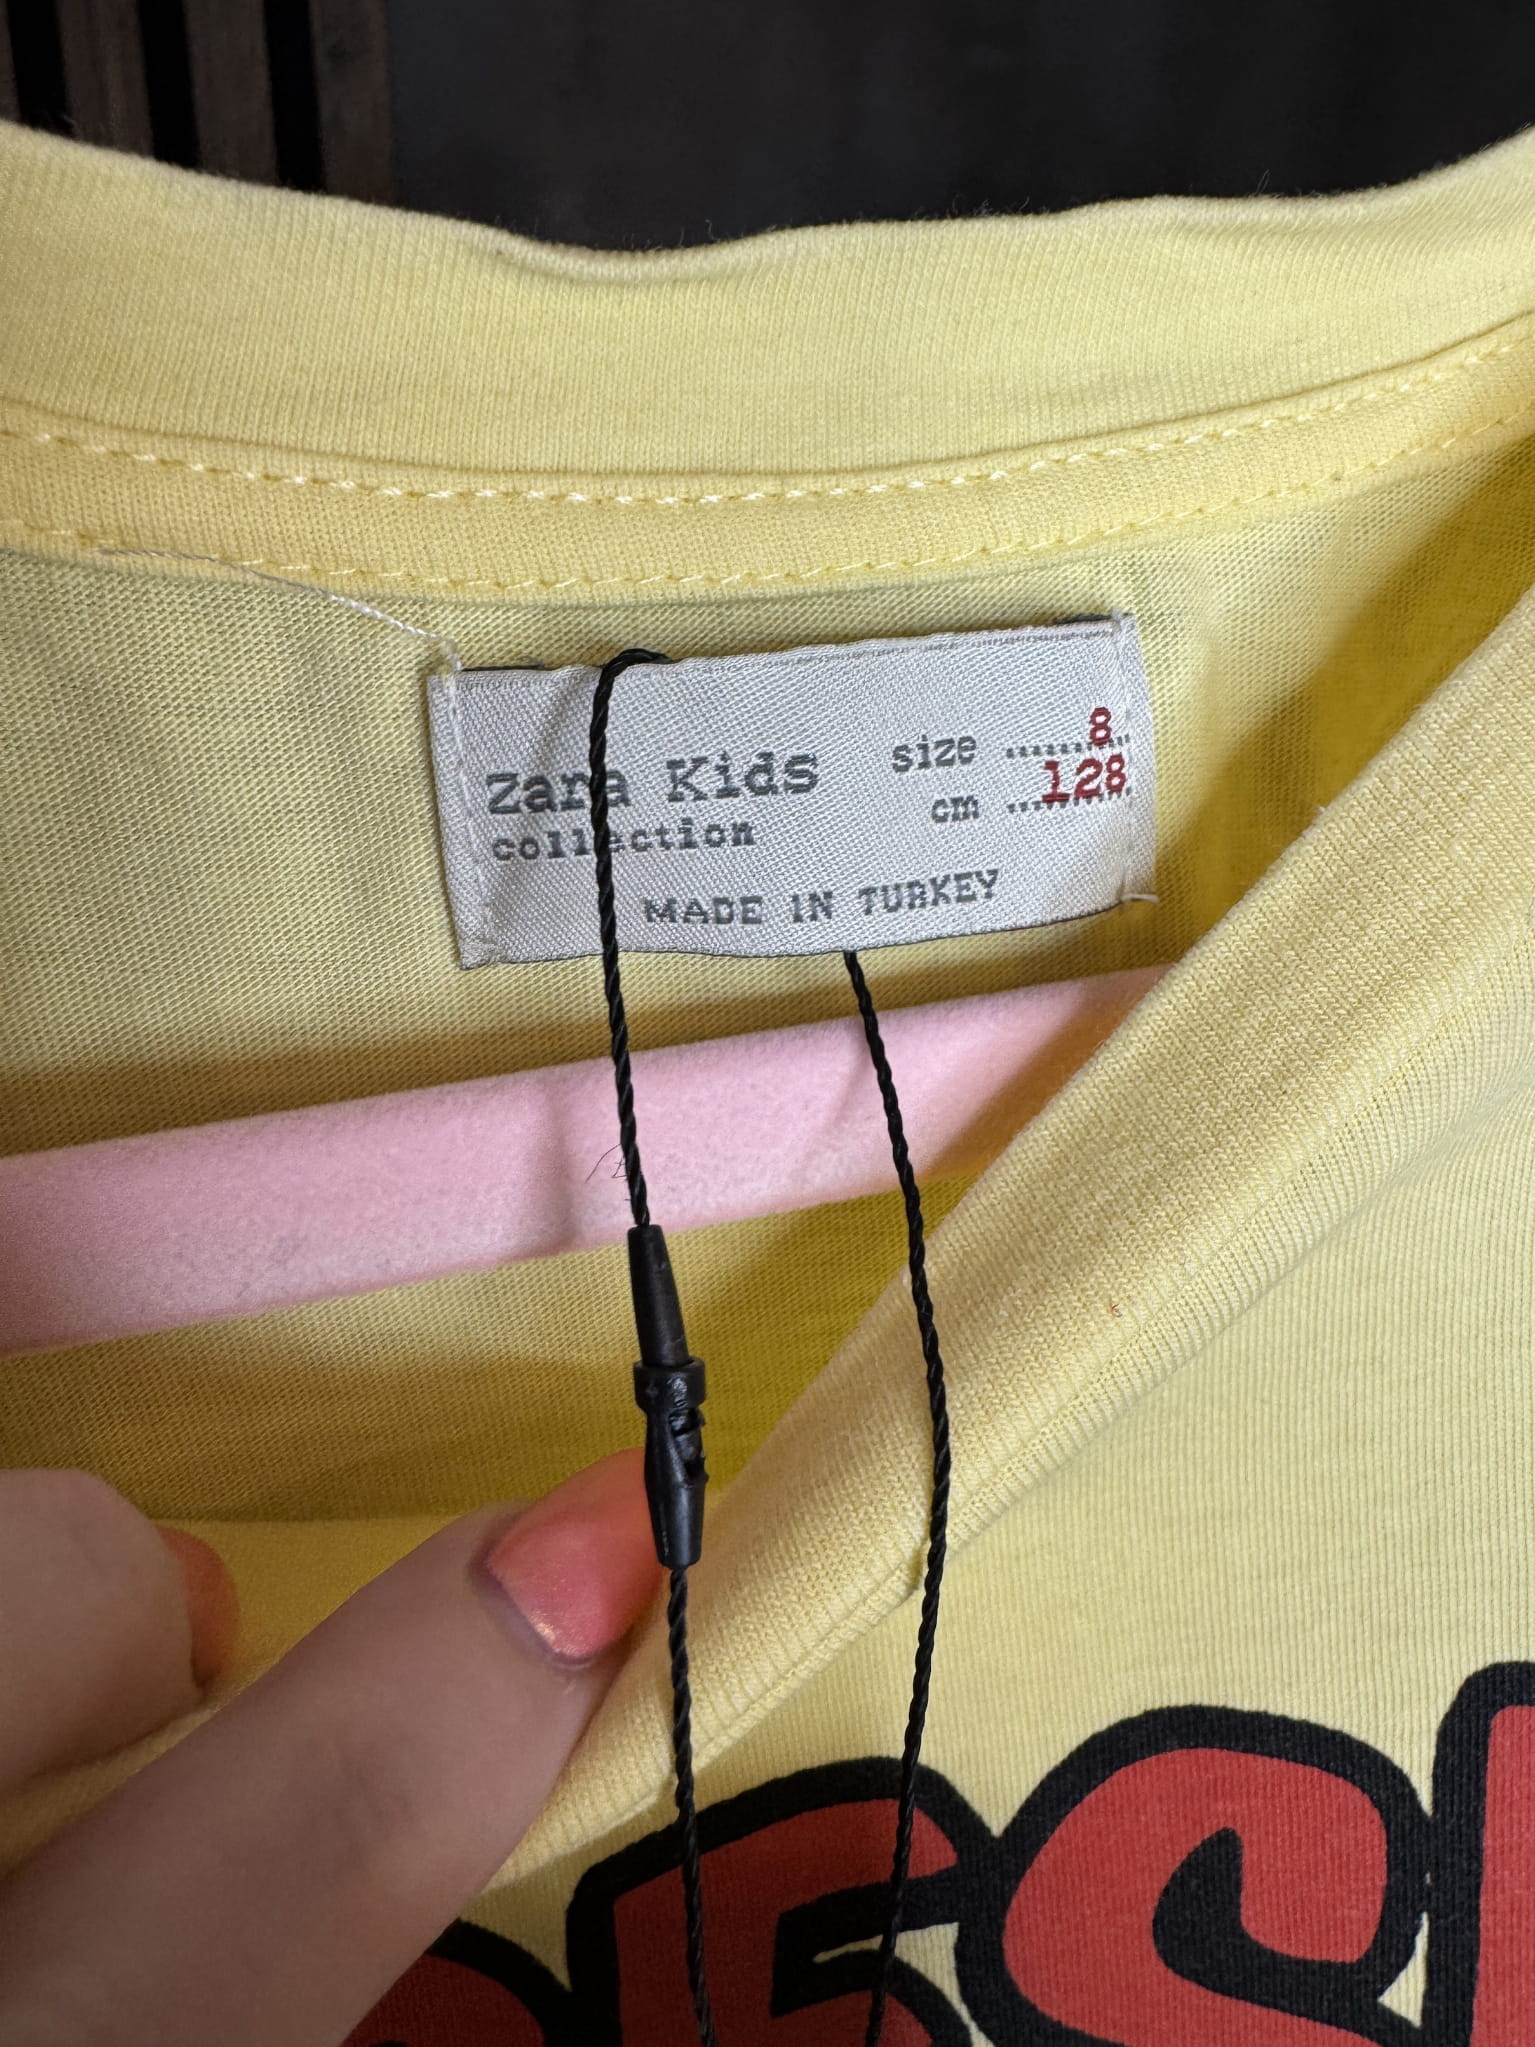 Zara Kids
collection
size 8
cm 128
MADE IN TURKEY